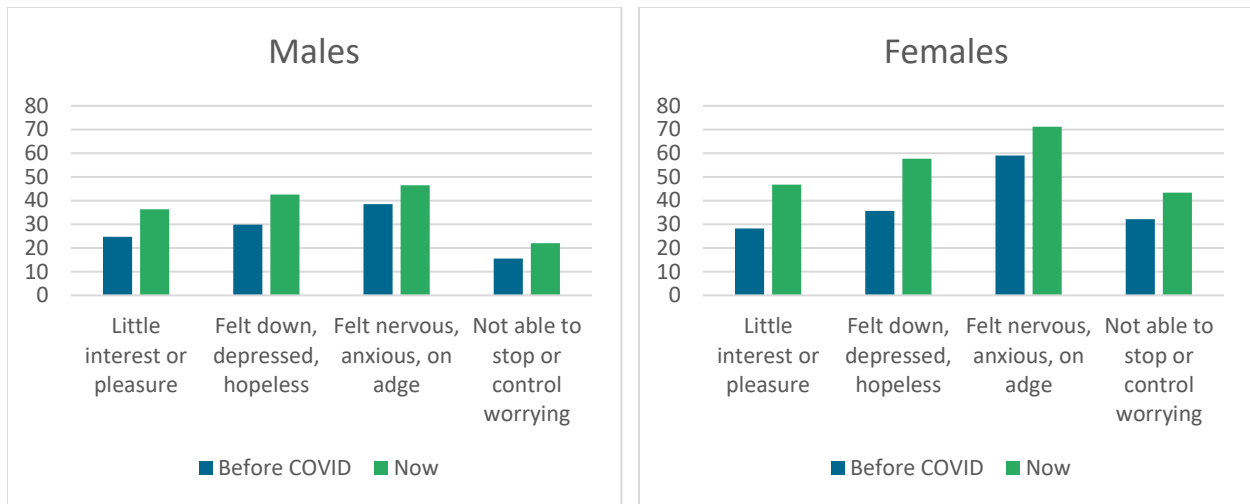 Males
80
70
60
50
40
30
20
10
0
Little
interest or
pleasure
Felt down,
depressed,
hopeless
Felt nervous,
anxious, on
adge
Not able to
stop or
control
worrying
Before COVID
Now
Females
80
70
60
50
40
30
20
10
0
Little
interest or
pleasure
Felt down,
depressed,
hopeless
Felt nervous,
anxious, on
adge
Not able to
stop or
control
worrying
Before COVID
Now